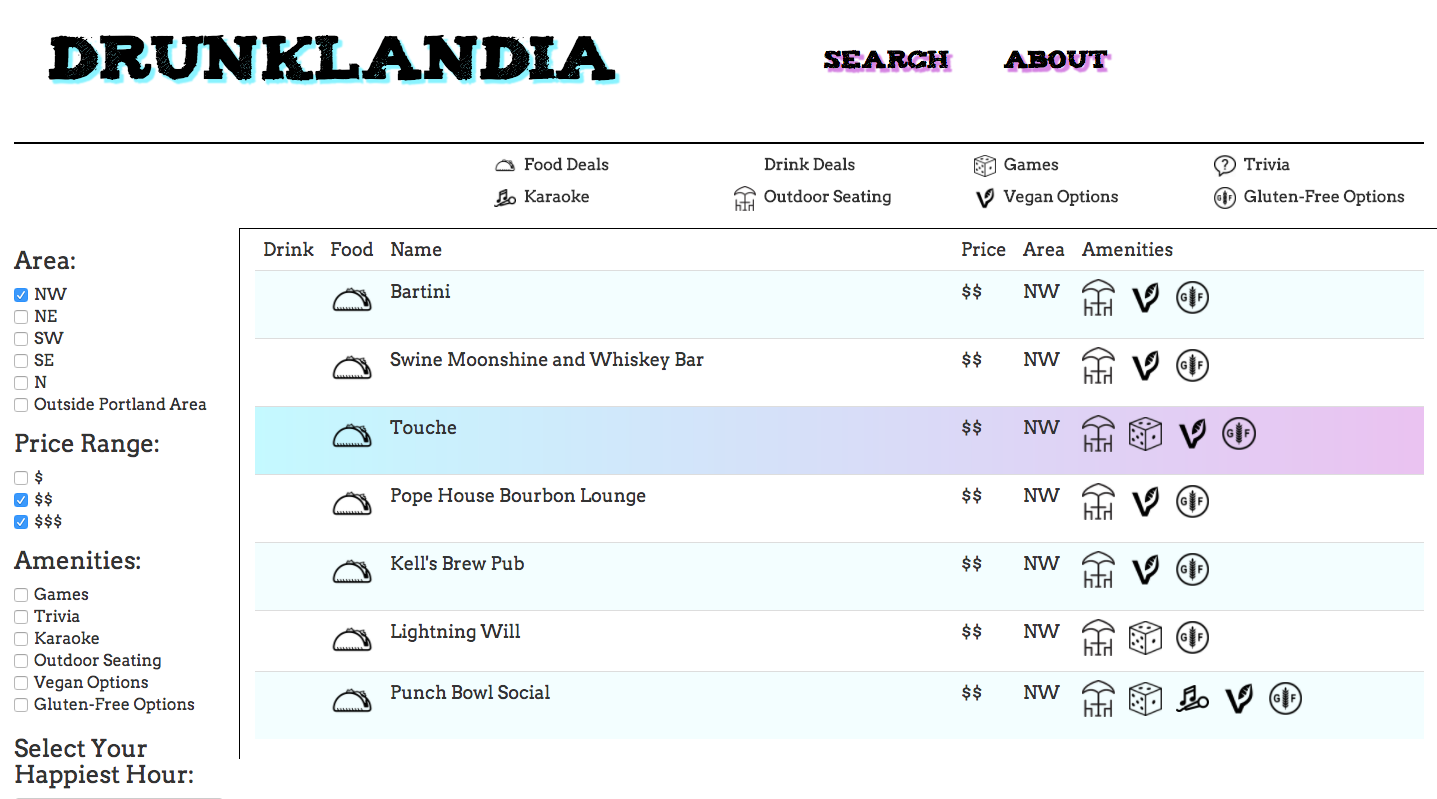 DRUNKLANDIA
SEARCH ABOUT
Food Deals Drink Deals Games Trivia
Karaoke Outdoor Seating Vegan Options Gluten-Free Options
Area:
NW
NE
SW
SE
N
Outside Portland Area
Price Range:
$
$$
$$$
Amenities:
Games
Trivia
Karaoke
Outdoor Seating
Vegan Options
Gluten-Free Options
Select Your
Happiest Hour:
Drink Food Name Price Area Amenities
Bartini $$ NW GF
Swine Moonshine and Whiskey Bar $$ NW GF
Touche $$ NW GF
Pope House Bourbon Lounge $$ NW GF
Kell's Brew Pub $$ NW GF
Lightning Will $$ NW GF
Punch Bowl Social $$ NW GF